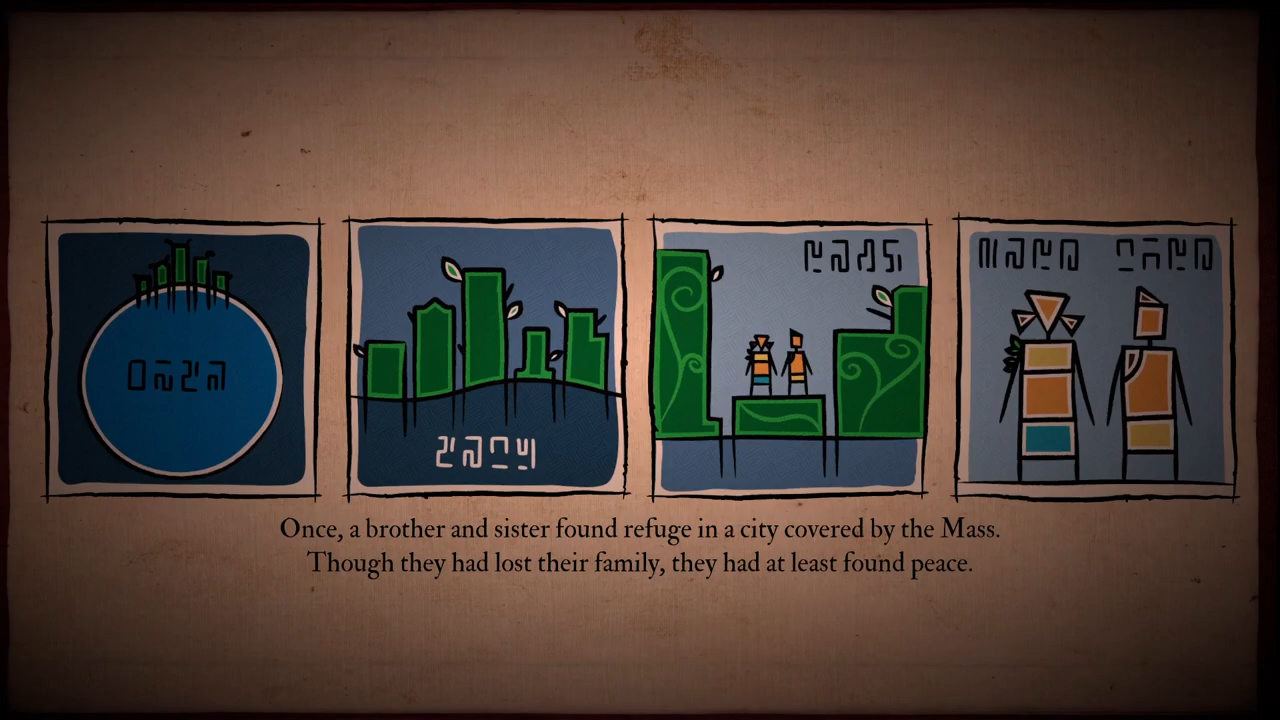 Once, a brother and sister found refuge in a city covered by the Mass.
Though they had lost their family, they had at least found peace.